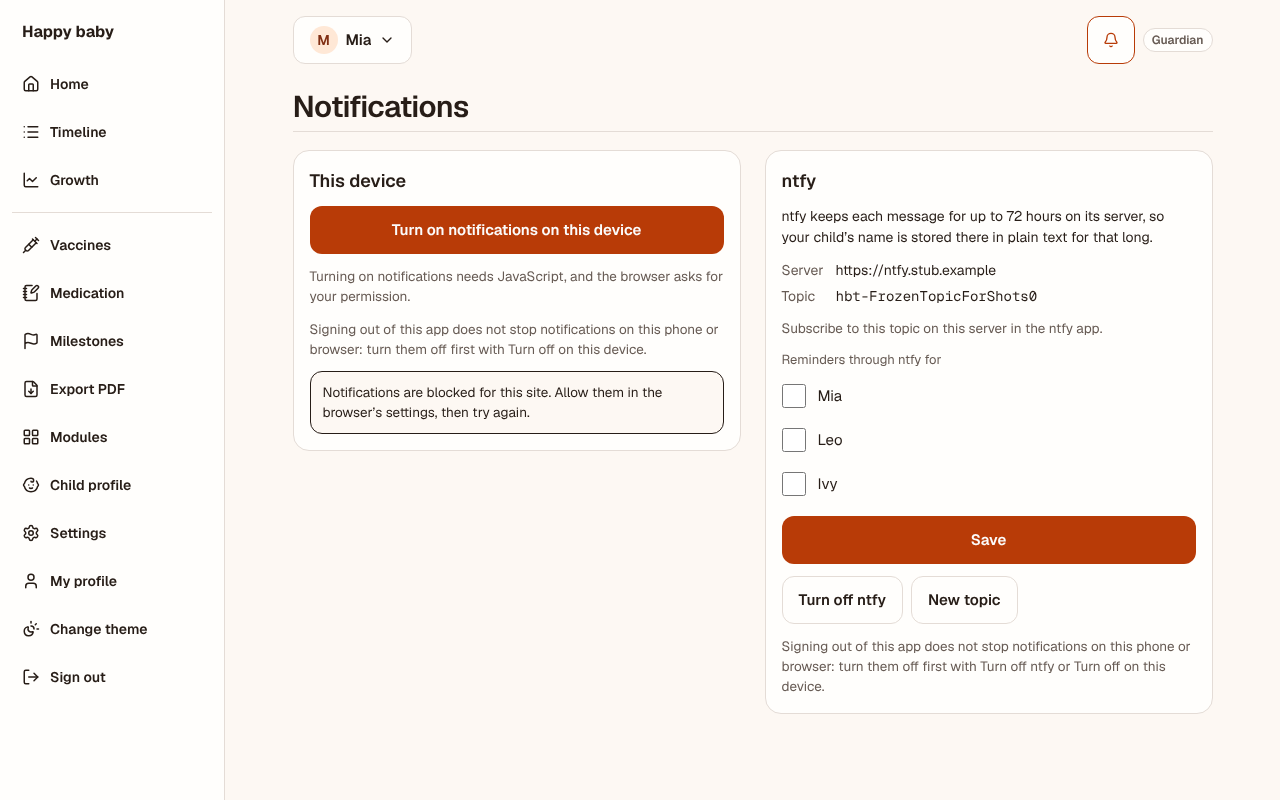 Happy baby
Home
Timeline
Growth
Vaccines
Medication
Milestones
Export PDF
Modules
Child profile
Settings
My profile
Change theme
Sign out
M Mia
Guardian
Notifications
This device
Turn on notifications on this device
Turning on notifications needs JavaScript, and the browser asks for
your permission.
Signing out of this app does not stop notifications on this phone or
browser: turn them off first with Turn off on this device.
Notifications are blocked for this site. Allow them in the
browser’s settings, then try again.
ntfy
ntfy keeps each message for up to 72 hours on its server, so
your child’s name is stored there in plain text for that long.
Server https://ntfy.stub.example
Topic hbt-FrozenTopicForShots0
Subscribe to this topic on this server in the ntfy app.
Reminders through ntfy for
Mia
Leo
Ivy
Save
Turn off ntfy New topic
Signing out of this app does not stop notifications on this phone or
browser: turn them off first with Turn off ntfy or Turn off on this
device.